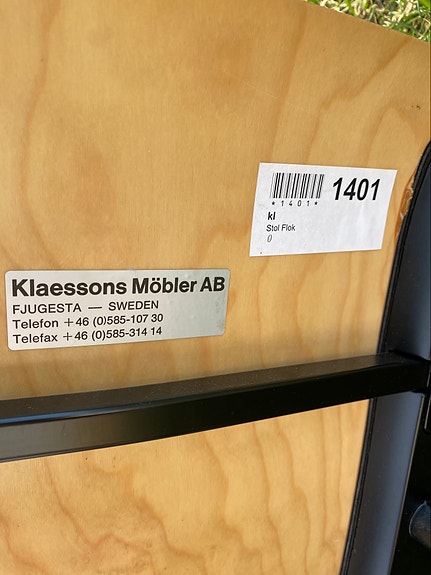 1401
*1401*
kl
Stol Flok
()
Klaessons Möbler AB
FJUGESTA — SWEDEN
Telefon +46 (0)585-107 30
Telefax +46 (0)585-314 14